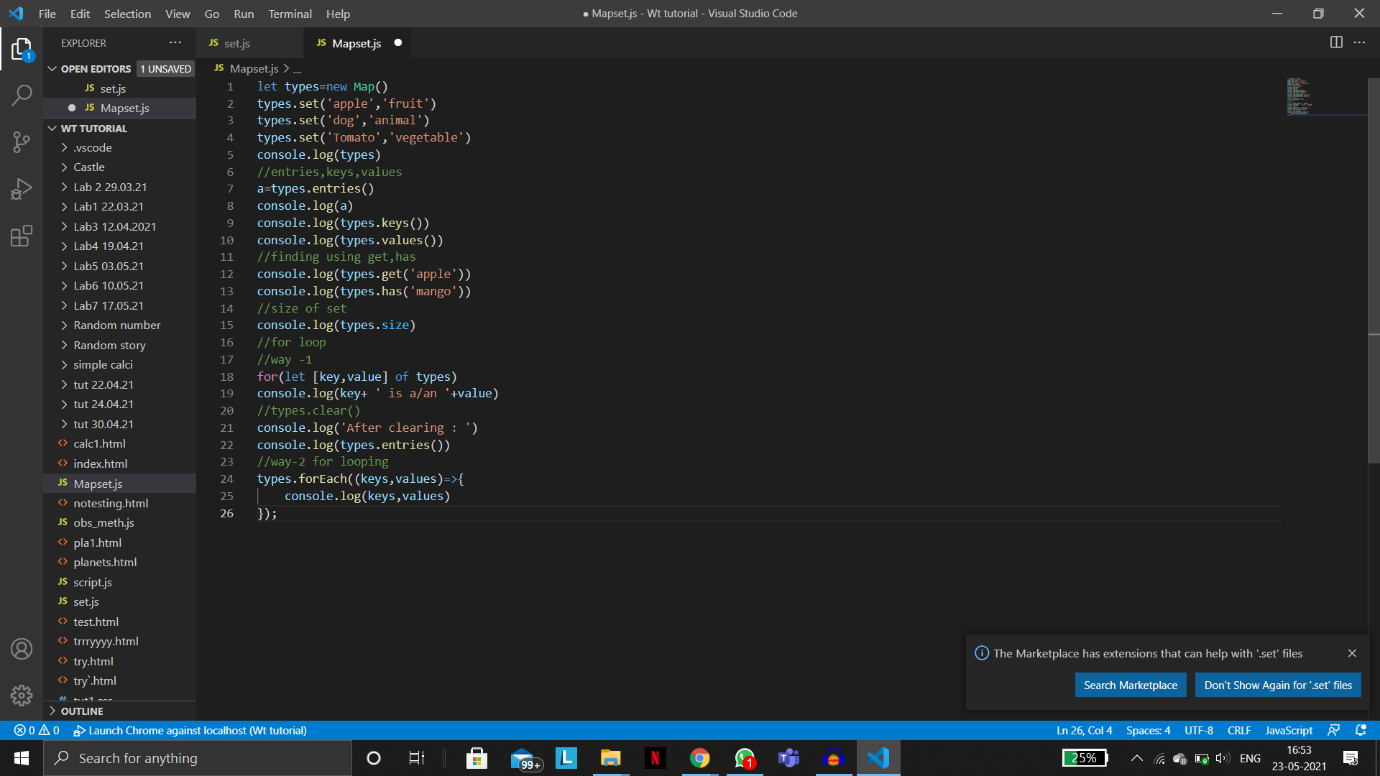 File Edit Selection View Go Run Terminal Help
● Mapset.js - Wt tutorial - Visual Studio Code
EXPLORER
OPEN EDITORS 1 UNSAVED
JS set.js
● JS Mapset.js
WT TUTORIAL
.vscode
Castle
Lab 2 29.03.21
Lab1 22.03.21
Lab3 12.04.2021
Lab4 19.04.21
Lab5 03.05.21
Lab6 10.05.21
Lab7 17.05.21
Random number
Random story
simple calci
tut 22.04.21
tut 24.04.21
tut 30.04.21
calc1.html
index.html
JS Mapset.js
notesting.html
JS obs_meth.js
pla1.html
planets.html
JS script.js
JS set.js
test.html
trrryyyy.html
try.html
try`.html
# tut1.css
OUTLINE
1
JS set.js
JS Mapset.js ●
JS Mapset.js > ...
1 let types=new Map()
2 types.set('apple','fruit')
3 types.set('dog','animal')
4 types.set('Tomato','vegetable')
5 console.log(types)
6 //entries,keys,values
7 a=types.entries()
8 console.log(a)
9 console.log(types.keys())
10 console.log(types.values())
11 //finding using get,has
12 console.log(types.get('apple'))
13 console.log(types.has('mango'))
14 //size of set
15 console.log(types.size)
16 //for loop
17 //way -1
18 for(let [key,value] of types)
19 console.log(key+ ' is a/an '+value)
20 //types.clear()
21 console.log('After clearing : ')
22 console.log(types.entries())
23 //way-2 for looping
24 types.forEach((keys,values)=>{
25     console.log(keys,values)
26 });
The Marketplace has extensions that can help with '.set' files
Search Marketplace
Don't Show Again for '.set' files
0 0 Launch Chrome against localhost (Wt tutorial)
Ln 26, Col 4 Spaces: 4 UTF-8 CRLF JavaScript
Search for anything
99+
L
N
1
25%
ENG
16:53
23-05-2021